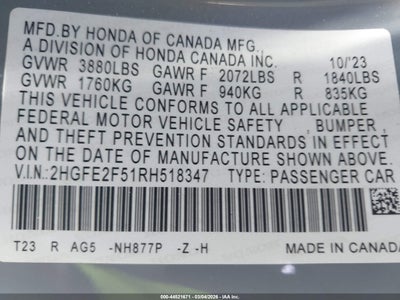 MFD.BY HONDA OF CANADA MFG.,
A DIVISION OF HONDA CANADA INC. 10/'23
GVWR 3880LBS GAWR F 2072LBS R 1840LBS
GVWR 1760KG GAWR F 940KG R 835KG
THIS VEHICLE CONFORMS TO ALL APPLICABLE
FEDERAL MOTOR VEHICLE SAFETY , BUMPER ,
AND THEFT PREVENTION STANDARDS IN EFFECT
ON THE DATE OF MANUFACTURE SHOWN ABOVE.
V.I.N.:2HGFE2F51RH518347 TYPE:PASSENGER CAR
T23 R AG5 -NH877P -Z -H MADE IN CANADA
000-44521671 - 03/04/2026 - IAAI.COM